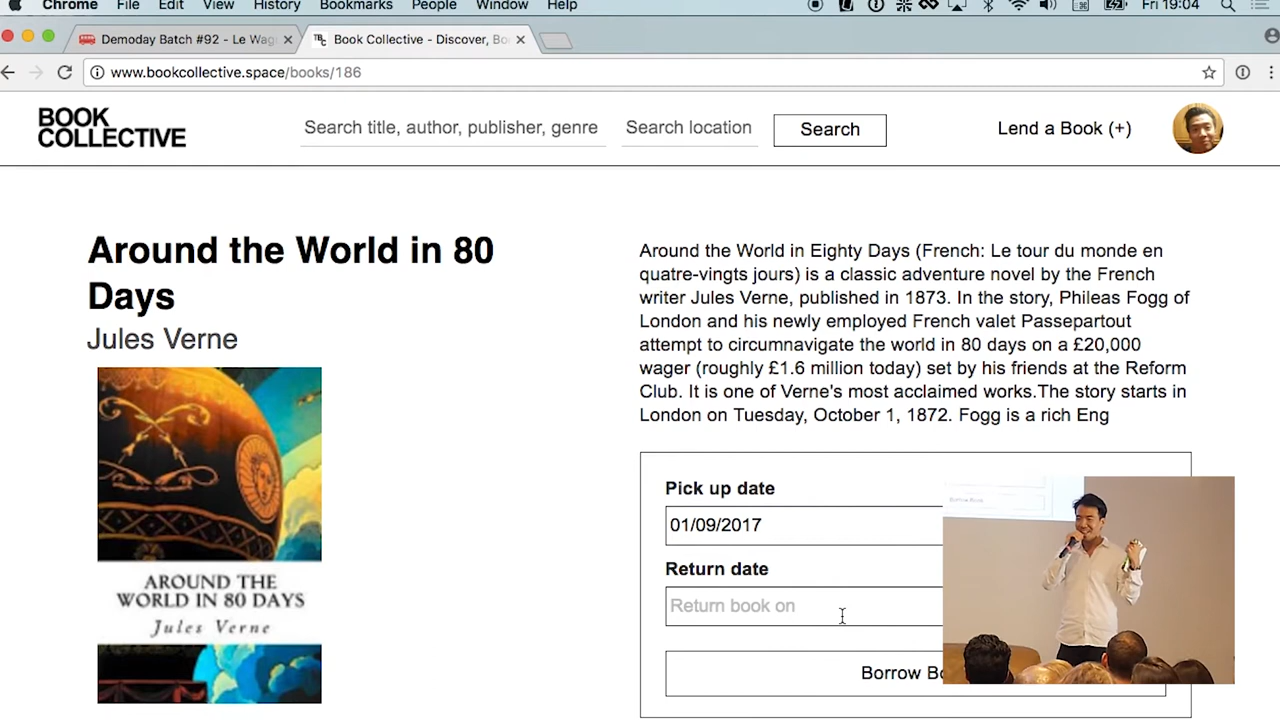 Chrome File Edit View History Bookmarks People Window Help Fri 19:04
Demoday Batch #92 - Le Wag
Book Collective - Discover, Bo
www.bookcollective.space/books/186
BOOK
COLLECTIVE
Search title, author, publisher, genre
Search location
Search
Lend a Book (+)
Around the World in 80
Days
Jules Verne
AROUND THE
WORLD IN 80 DAYS
Jules Verne
Around the World in Eighty Days (French: Le tour du monde en
quatre-vingts jours) is a classic adventure novel by the French
writer Jules Verne, published in 1873. In the story, Phileas Fogg of
London and his newly employed French valet Passepartout
attempt to circumnavigate the world in 80 days on a £20,000
wager (roughly £1.6 million today) set by his friends at the Reform
Club. It is one of Verne's most acclaimed works.The story starts in
London on Tuesday, October 1, 1872. Fogg is a rich Eng
Pick up date
01/09/2017
Return date
Return book on
Borrow Bo
Borrow Book